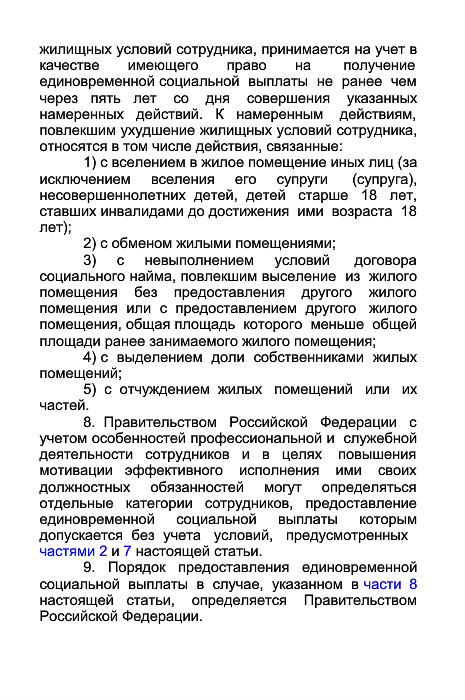 жилищных условий сотрудника, принимается на учет в
качестве имеющего право на получение
единовременной социальной выплаты не ранее чем
через пять лет со дня совершения указанных
намеренных действий. К намеренным действиям,
повлекшим ухудшение жилищных условий сотрудника,
относятся в том числе действия, связанные:
1) с вселением в жилое помещение иных лиц (за
исключением вселения его супруги (супруга),
несовершеннолетних детей, детей старше 18 лет,
ставших инвалидами до достижения ими возраста 18
лет);
2) с обменом жилыми помещениями;
3) с невыполнением условий договора
социального найма, повлекшим выселение из жилого
помещения без предоставления другого жилого
помещения или с предоставлением другого жилого
помещения, общая площадь которого меньше общей
площади ранее занимаемого жилого помещения;
4) с выделением доли собственниками жилых
помещений;
5) с отчуждением жилых помещений или их
частей.
8. Правительством Российской Федерации с
учетом особенностей профессиональной и служебной
деятельности сотрудников и в целях повышения
мотивации эффективного исполнения ими своих
должностных обязанностей могут определяться
отдельные категории сотрудников, предоставление
единовременной социальной выплаты которым
допускается без учета условий, предусмотренных
частями 2 и 7 настоящей статьи.
9. Порядок предоставления единовременной
социальной выплаты в случае, указанном в части 8
настоящей статьи, определяется Правительством
Российской Федерации.